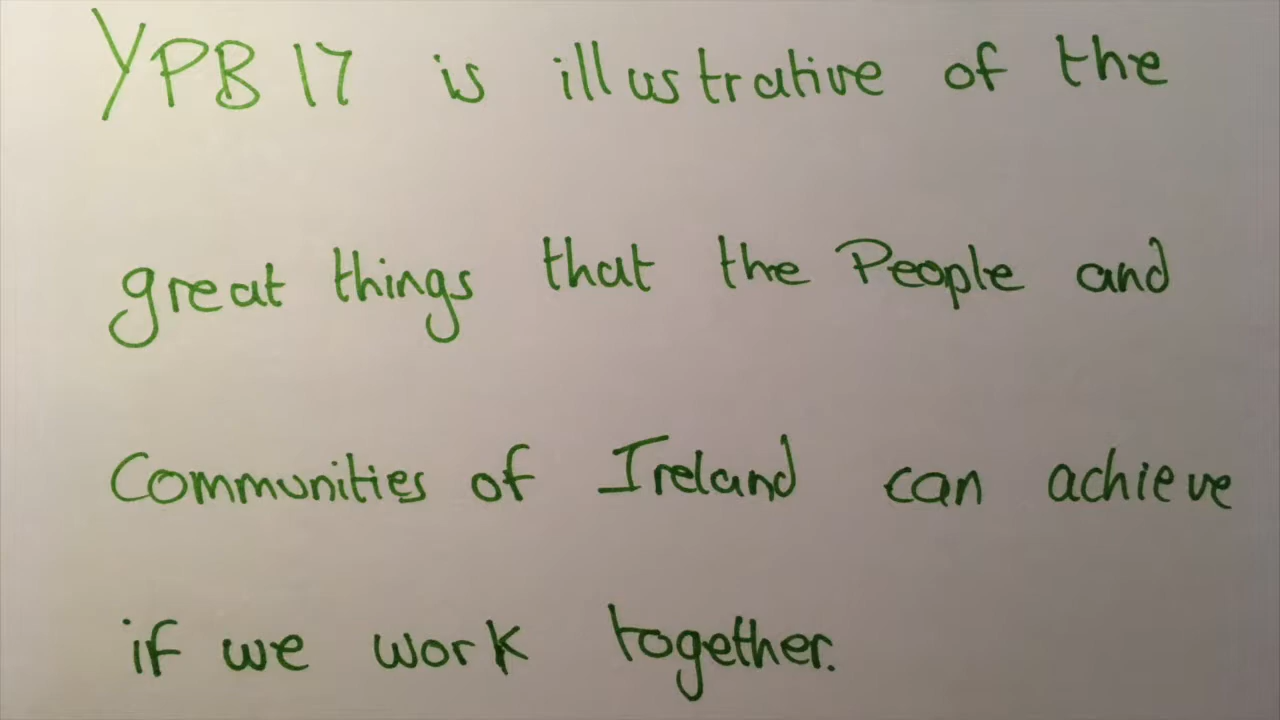 YPB17 is illustrative of the
great things that the People and
Communities of Ireland can achieve
if we work together.